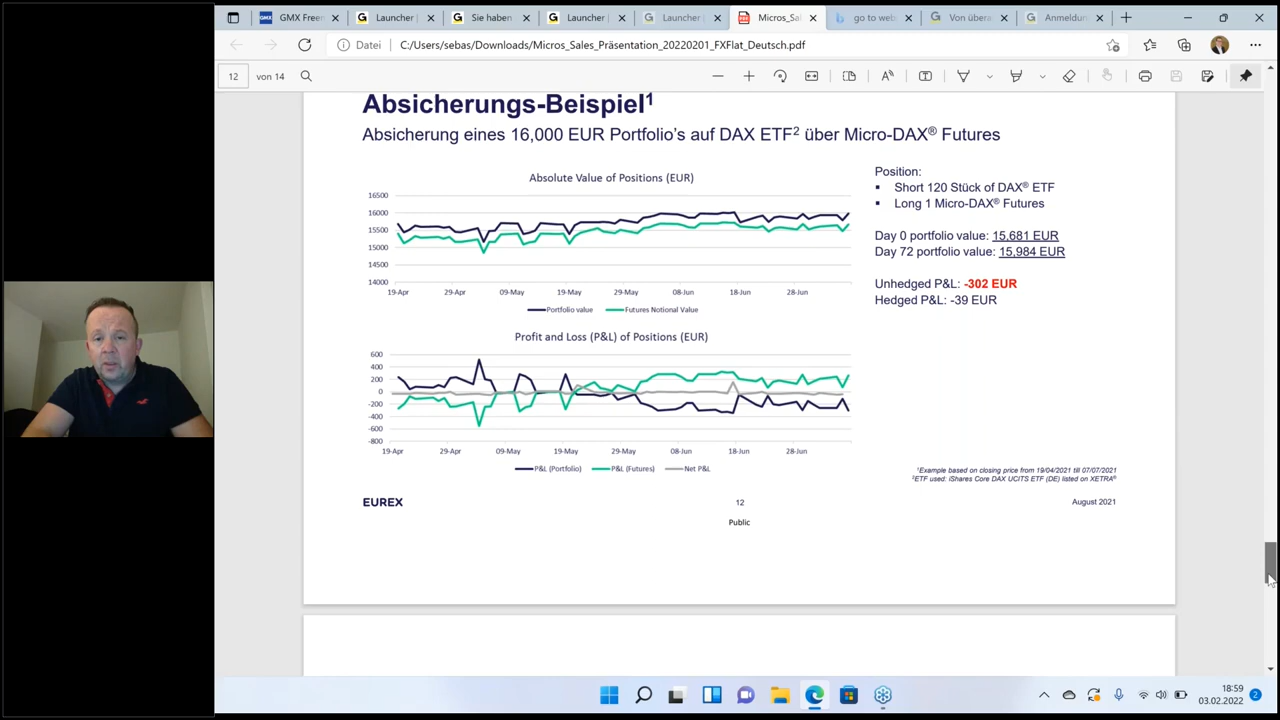 GMX Freem
Launcher |
Sie haben
Launcher |
Launcher |
Micros_Sal
go to web
Von übera
Anmeldun
Datei
C:/Users/sebas/Downloads/Micros_Sales_Präsentation_20220201_FXFlat_Deutsch.pdf
12
von 14
Absicherungs-Beispiel¹
Absicherung eines 16,000 EUR Portfolio's auf DAX ETF² über Micro-DAX® Futures
Absolute Value of Positions (EUR)
16500
16000
15500
15000
14500
14000
19-Apr 29-Apr 09-May 19-May 29-May 08-Jun 18-Jun 28-Jun
Portfolio value Futures Notional Value
Profit and Loss (P&L) of Positions (EUR)
600
400
200
0
-200
-400
-600
-800
19-Apr 29-Apr 09-May 19-May 29-May 08-Jun 18-Jun 28-Jun
P&L (Portfolio) P&L (Futures) Net P&L
Position:
▪ Short 120 Stück of DAX® ETF
▪ Long 1 Micro-DAX® Futures
Day 0 portfolio value: 15,681 EUR
Day 72 portfolio value: 15,984 EUR
Unhedged P&L: -302 EUR
Hedged P&L: -39 EUR
¹Example based on closing price from 19/04/2021 till 07/07/2021
²ETF used: iShares Core DAX UCITS ETF (DE) listed on XETRA®
EUREX
12
August 2021
Public
18:59
03.02.2022
2